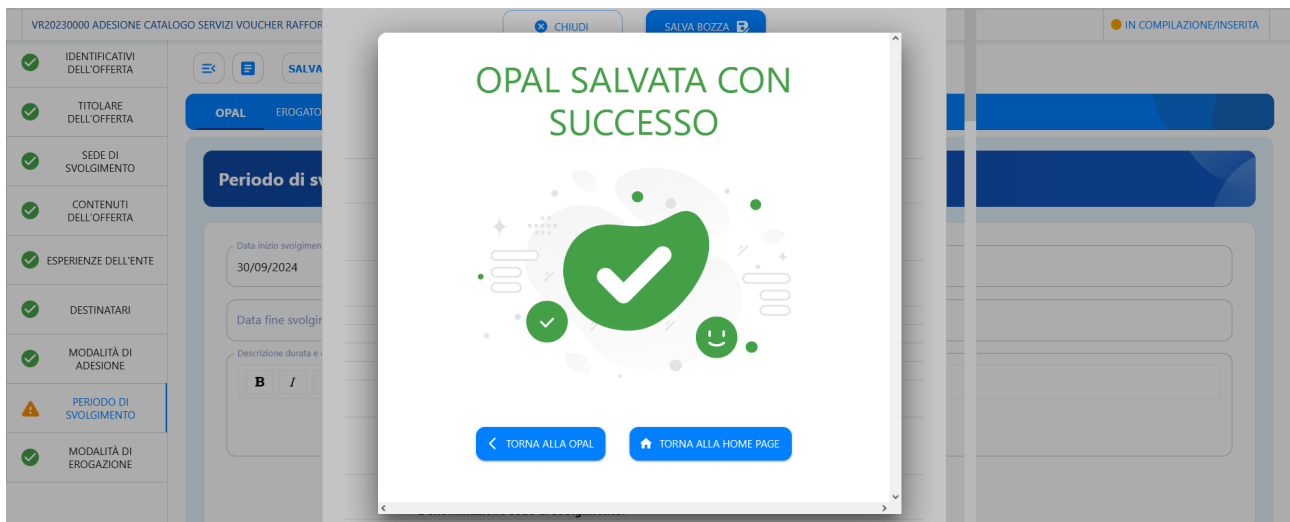 VR20230000 ADESIONE CATALOGO SERVIZI VOUCHER RAFFOR
CHIUDI
SALVA BOZZA
IN COMPILAZIONE/INSERITA
IDENTIFICATIVI
DELL'OFFERTA
TITOLARE
DELL'OFFERTA
SEDE DI
SVOLGIMENTO
CONTENUTI
DELL'OFFERTA
ESPERIENZE DELL'ENTE
DESTINATARI
MODALITÀ DI
ADESIONE
PERIODO DI
SVOLGIMENTO
MODALITÀ DI
EROGAZIONE
SALVA
OPAL
EROGATO
Periodo di sv
Data inizio svolgimen
30/09/2024
Data fine svolgin
Descrizione durata e
B I
OPAL SALVATA CON
SUCCESSO
TORNA ALLA OPAL
TORNA ALLA HOME PAGE